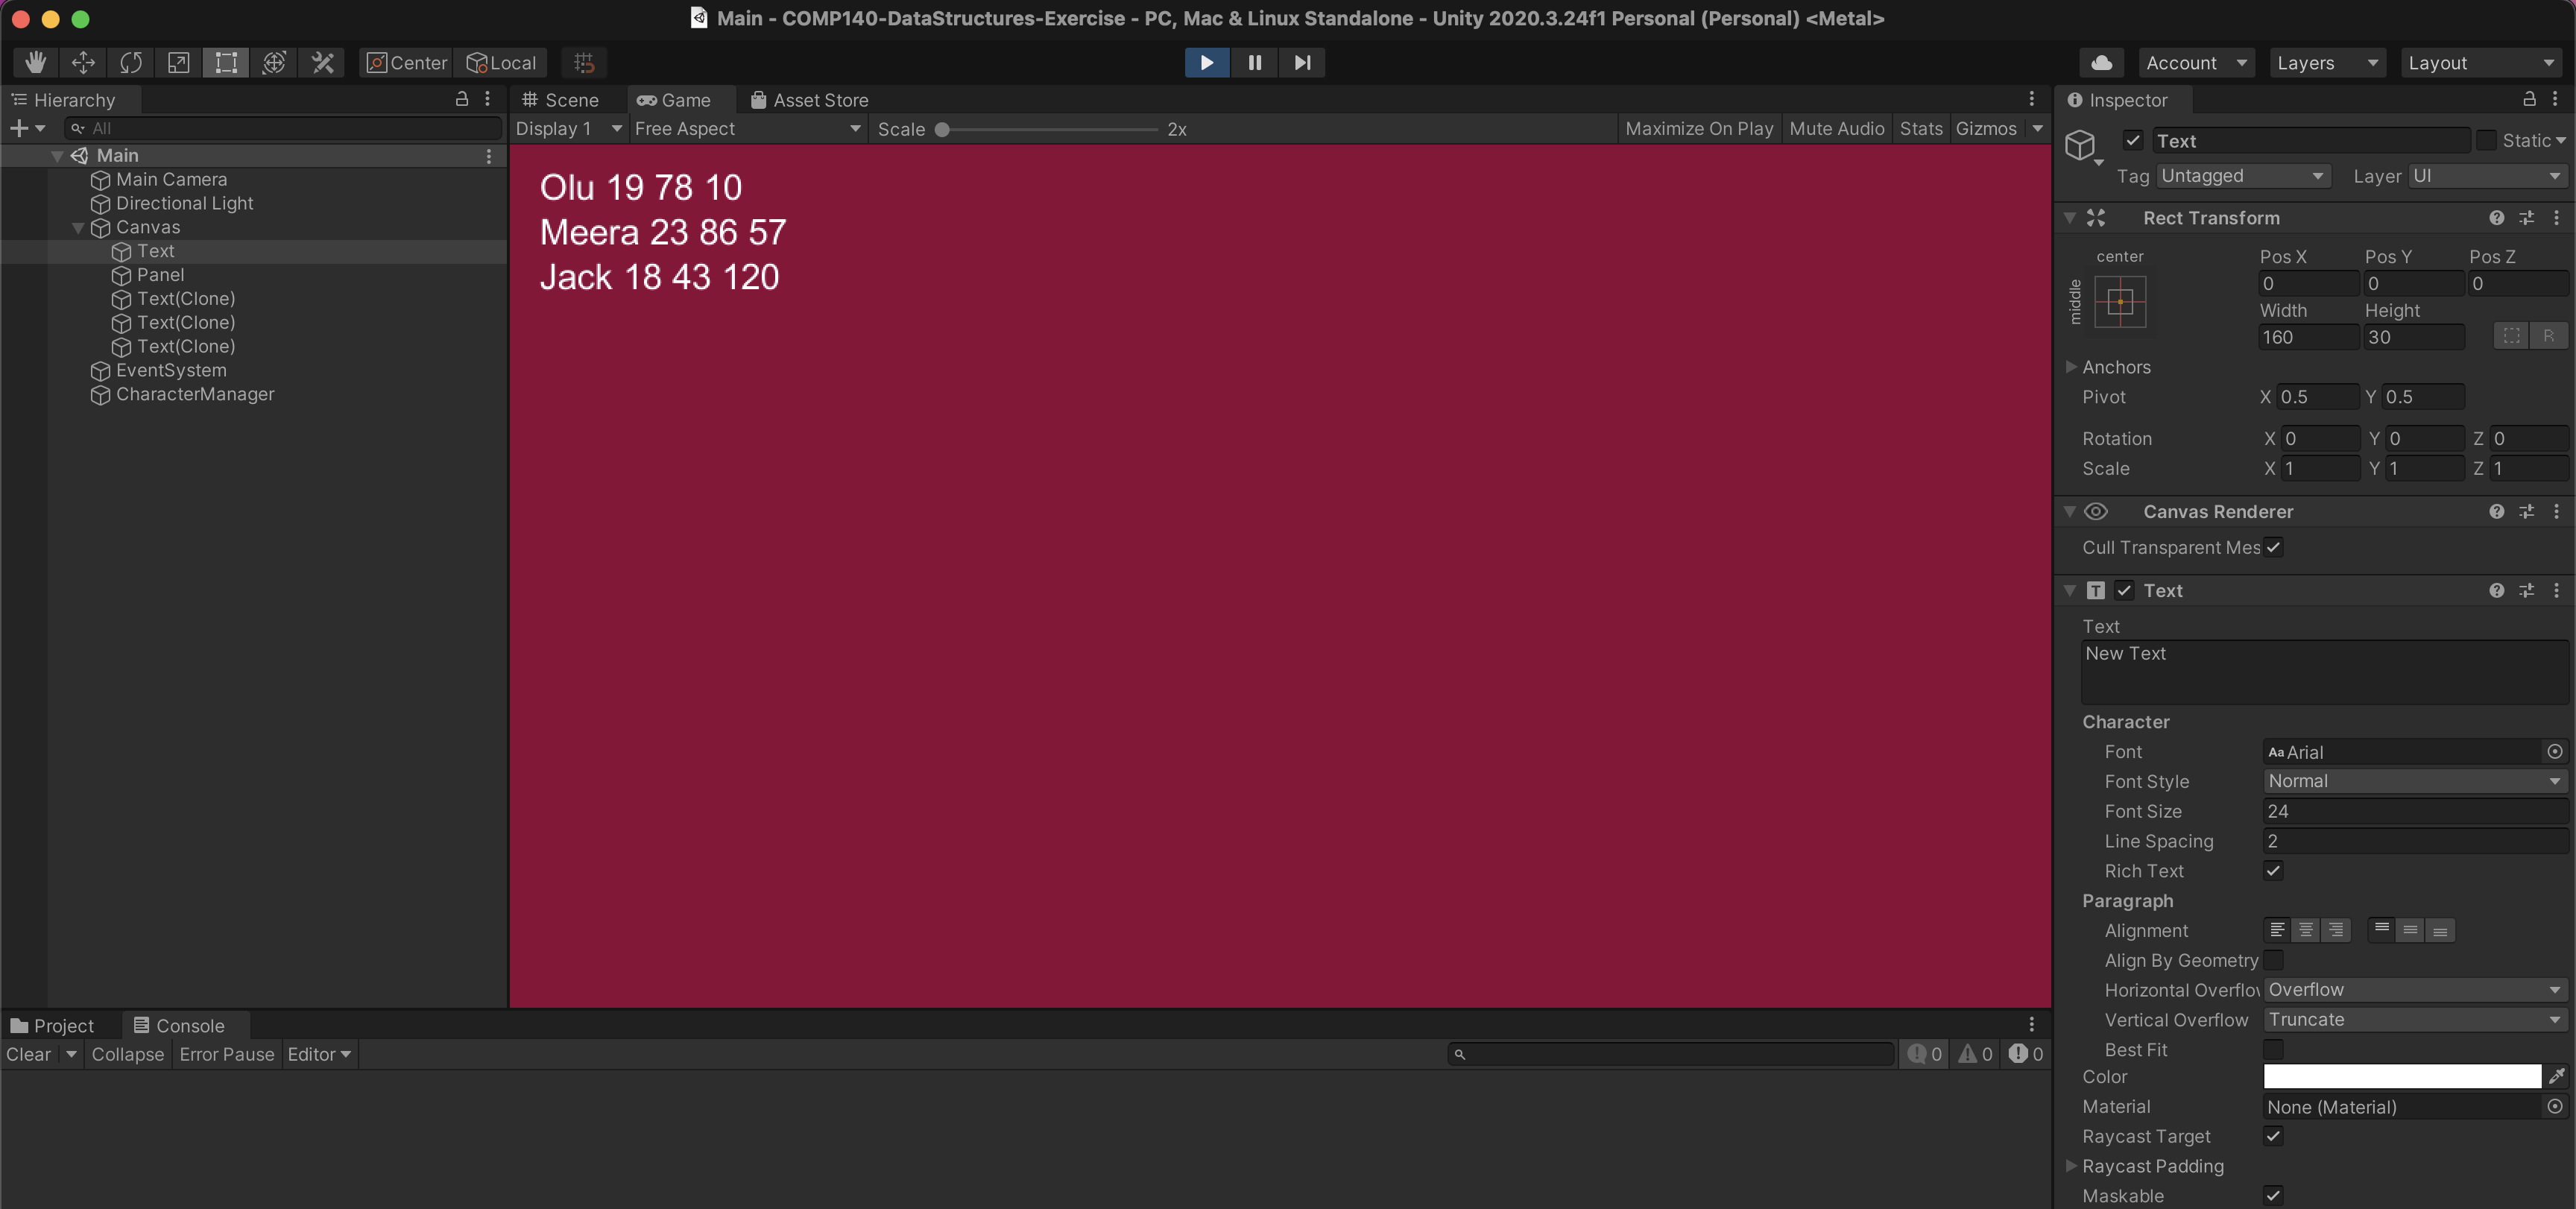 Main - COMP140-DataStructures-Exercise - PC, Mac & Linux Standalone - Unity 2020.3.24f1 Personal (Personal) <Metal>
Center Local Account Layers Layout
Hierarchy
All
Main
Main Camera
Directional Light
Canvas
Text
Panel
Text(Clone)
Text(Clone)
Text(Clone)
EventSystem
CharacterManager
Scene Game Asset Store
Display 1 Free Aspect Scale 2x Maximize On Play Mute Audio Stats Gizmos
Olu 19 78 10
Meera 23 86 57
Jack 18 43 120
Project Console
Clear Collapse Error Pause Editor 0 0 0
Inspector
Text Static
Tag Untagged Layer UI
Rect Transform
center
middle
Pos X Pos Y Pos Z
0 0 0
Width Height
160 30 R
Anchors
Pivot X 0.5 Y 0.5
Rotation X 0 Y 0 Z 0
Scale X 1 Y 1 Z 1
Canvas Renderer
Cull Transparent Mes
T Text
Text
New Text
Character
Font Aa Arial
Font Style Normal
Font Size 24
Line Spacing 2
Rich Text
Paragraph
Alignment
Align By Geometry
Horizontal Overflow Overflow
Vertical Overflow Truncate
Best Fit
Color
Material None (Material)
Raycast Target
Raycast Padding
Maskable